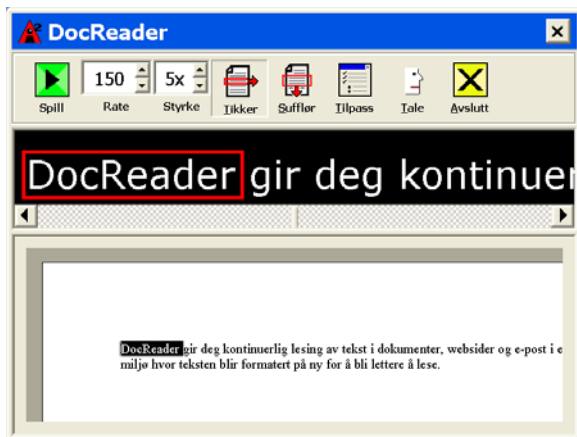 DocReader
150 5x
Spill Rate Styrke Tikker Sufflør Tilpass Tale Avslutt
DocReader gir deg kontinuer
DocReader gir deg kontinuerlig lesing av tekst i dokumenter, websider og e-post i e
miljø hvor teksten blir formatert på ny for å bli lettere å lese.